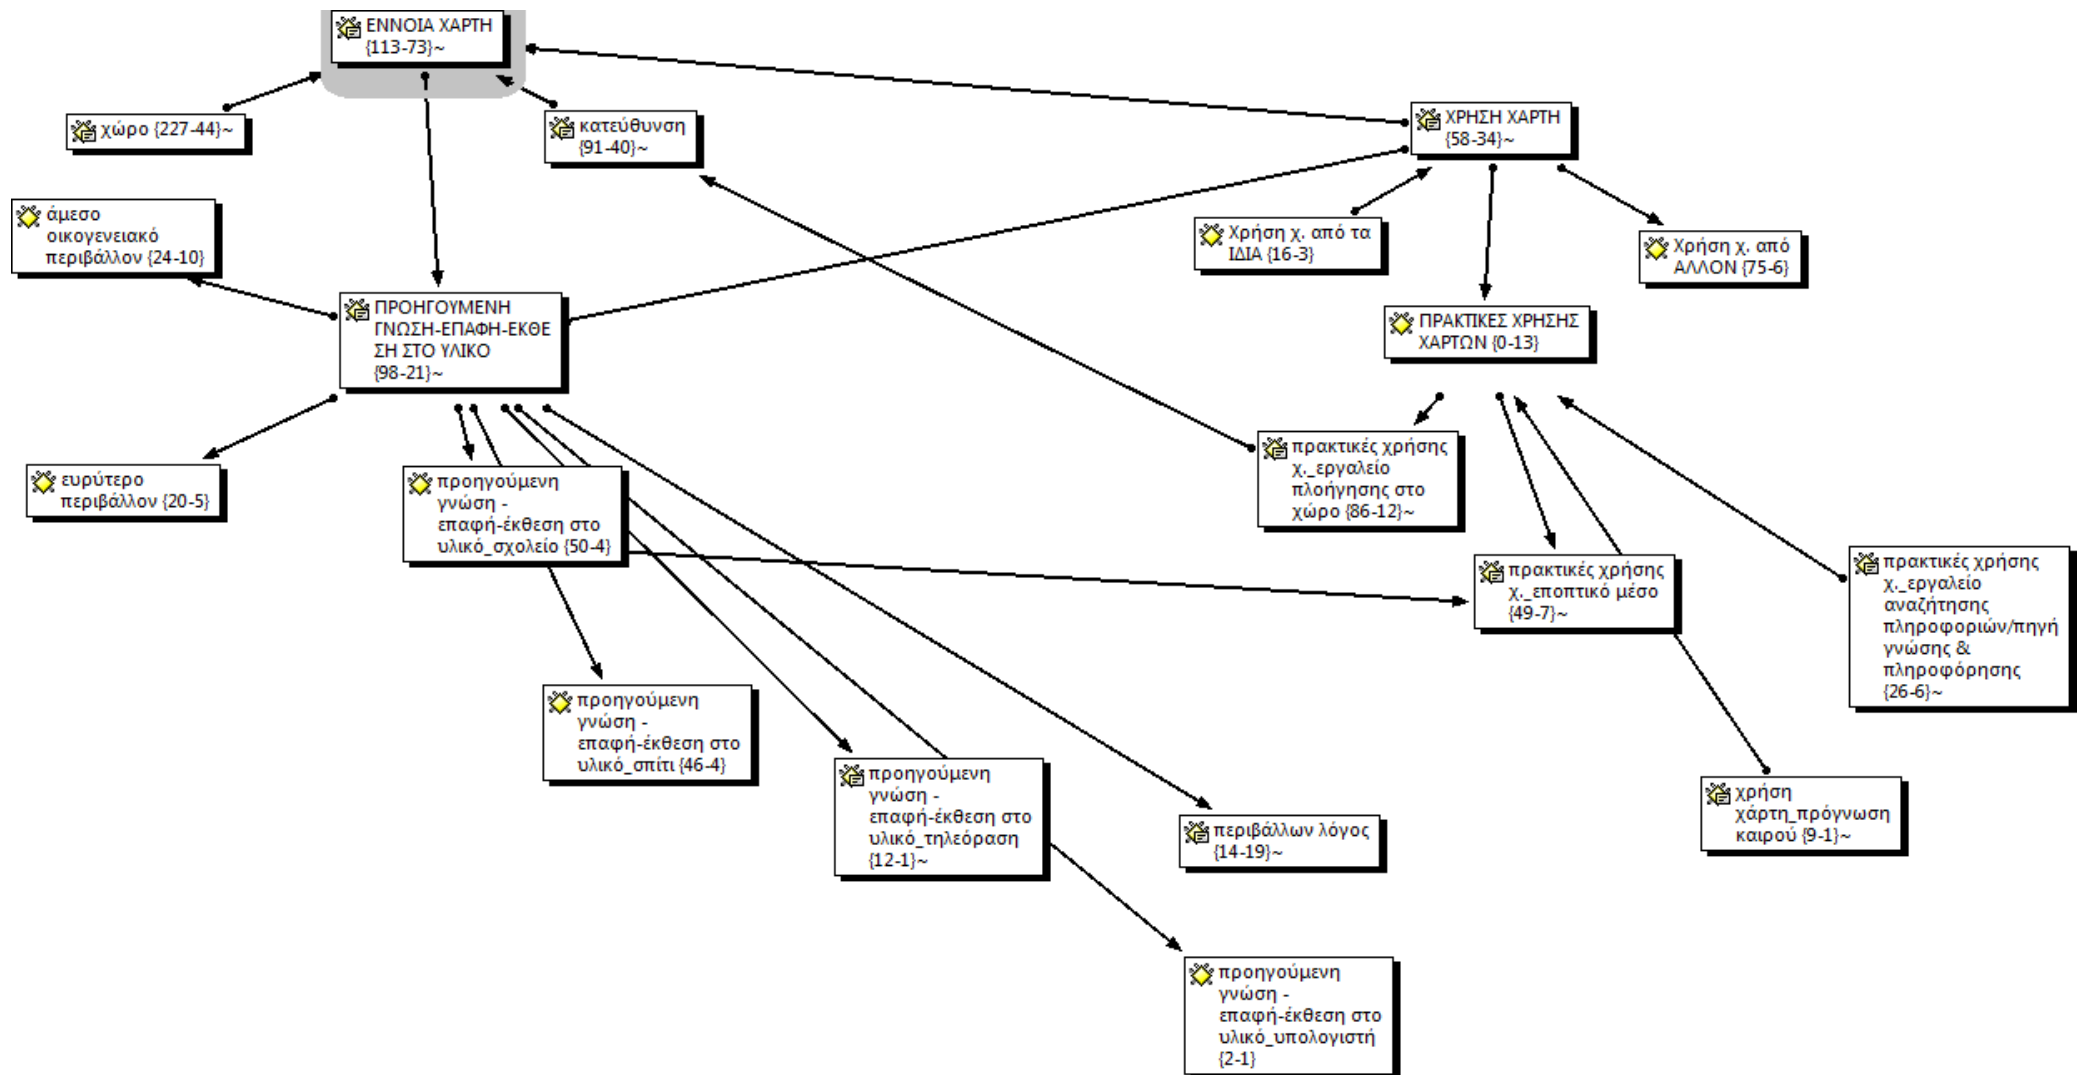 ΕΝΝΟΙΑ ΧΑΡΤΗ
{113-73}~
χώρο {227-44}~
κατεύθυνση
{91-40}~
ΧΡΗΣΗ ΧΑΡΤΗ
{58-34}~
άμεσο
οικογενειακό
περιβάλλον {24-10}
Χρήση χ. από τα
ΙΔΙΑ {16-3}
Χρήση χ. από
ΑΛΛΟΝ {75-6}
ΠΡΟΗΓΟΥΜΕΝΗ
ΓΝΩΣΗ-ΕΠΑΦΗ-ΕΚΘΕ
ΣΗ ΣΤΟ ΥΛΙΚΟ
{98-21}~
ΠΡΑΚΤΙΚΕΣ ΧΡΗΣΗΣ
ΧΑΡΤΩΝ {0-13}
ευρύτερο
περιβάλλον {20-5}
προηγούμενη
γνώση -
επαφή-έκθεση στο
υλικό_σχολείο {50-4}
πρακτικές χρήσης
χ._εργαλείο
πλοήγησης στο
χώρο {86-12}~
πρακτικές χρήσης
χ._εποπτικό μέσο
{49-7}~
πρακτικές χρήσης
χ._εργαλείο
αναζήτησης
πληροφοριών/πηγή
γνώσης &
πληροφόρησης
{26-6}~
προηγούμενη
γνώση -
επαφή-έκθεση στο
υλικό_σπίτι {46-4}
προηγούμενη
γνώση -
επαφή-έκθεση στο
υλικό_τηλεόραση
{12-1}~
περιβάλλων λόγος
{14-19}~
χρήση
χάρτη_πρόγνωση
καιρού {9-1}~
προηγούμενη
γνώση -
επαφή-έκθεση στο
υλικό_υπολογιστή
{2-1}